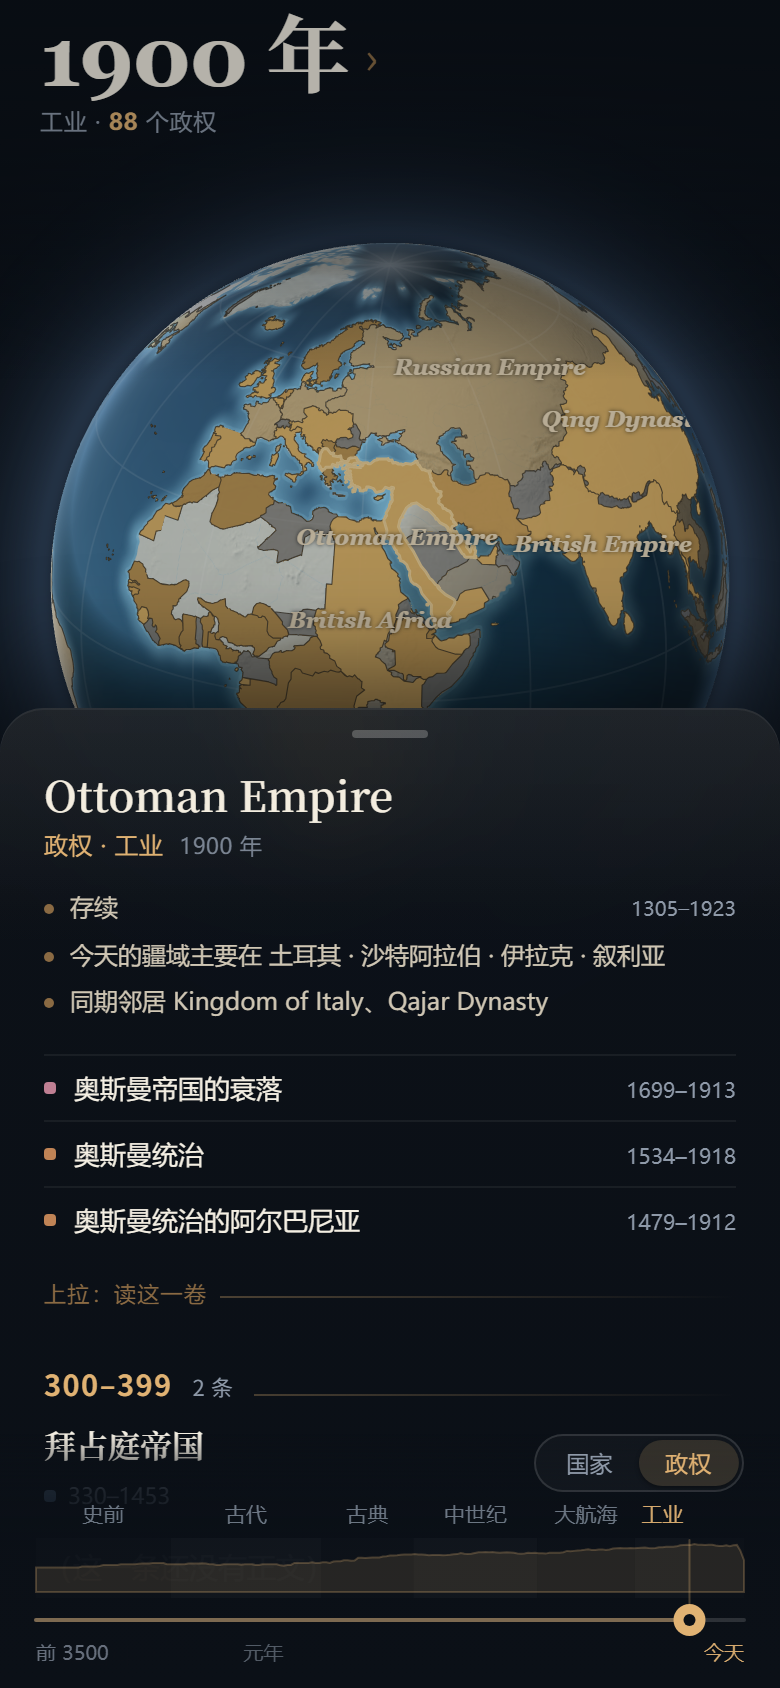 1900 年 ›
工业 · 88 个政权
Russian Empire
Qing Dynas
Ottoman Empire
British Empire
British Africa
Ottoman Empire
政权 · 工业 1900 年
存续 1305–1923
今天的疆域主要在 土耳其 · 沙特阿拉伯 · 伊拉克 · 叙利亚
同期邻居 Kingdom of Italy、Qajar Dynasty
奥斯曼帝国的衰落 1699–1913
奥斯曼统治 1534–1918
奥斯曼统治的阿尔巴尼亚 1479–1912
上拉：读这一卷
300–399 2 条
拜占庭帝国
国家 政权
330–1453
史前 古代 古典 中世纪 大航海 工业
前 3500 元年 今天